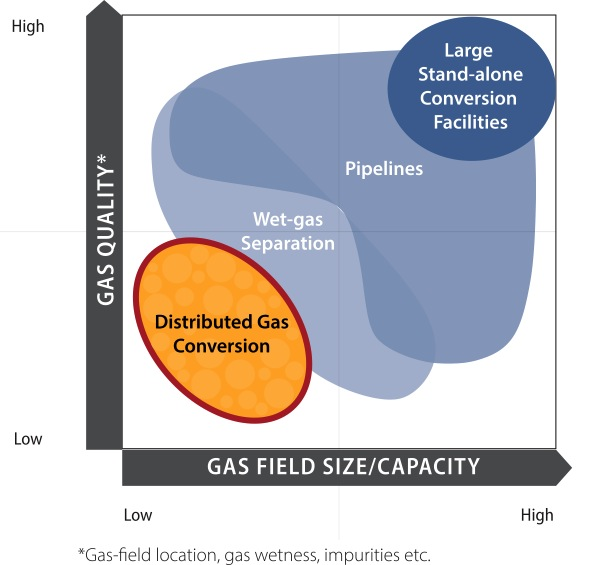 High
Large
Stand-alone
Conversion
Facilities
Pipelines
GAS QUALITY*
Wet-gas
Separation
Distributed Gas
Conversion
Low
GAS FIELD SIZE/CAPACITY
Low
High
*Gas-field location, gas wetness, impurities etc.